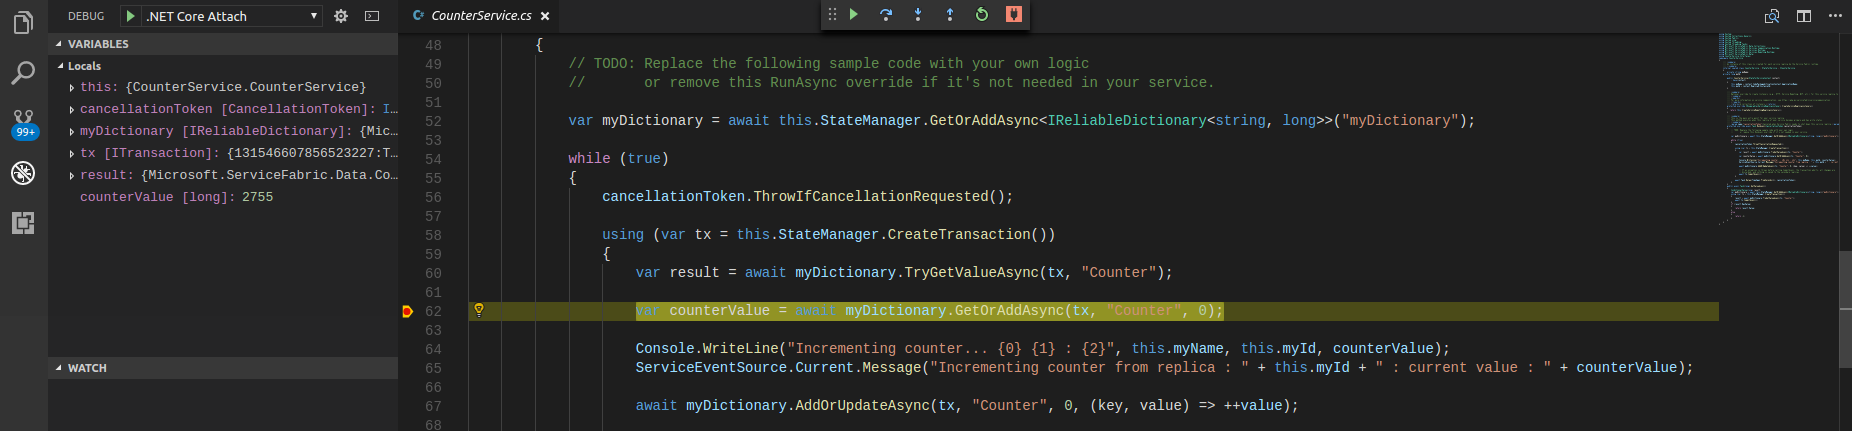 DEBUG .NET Core Attach
VARIABLES
Locals
this: {CounterService.CounterService}
cancellationToken [CancellationToken]: I...
myDictionary [IReliableDictionary]: {Mic...
99+
tx [ITransaction]: {131546607856523227:T...
result: {Microsoft.ServiceFabric.Data.Co...
counterValue [long]: 2755
WATCH
C# CounterService.cs
48 {
49 // TODO: Replace the following sample code with your own logic
50 //       or remove this RunAsync override if it's not needed in your service.
51
52 var myDictionary = await this.StateManager.GetOrAddAsync<IReliableDictionary<string, long>>("myDictionary");
53
54 while (true)
55 {
56 cancellationToken.ThrowIfCancellationRequested();
57
58 using (var tx = this.StateManager.CreateTransaction())
59 {
60 var result = await myDictionary.TryGetValueAsync(tx, "Counter");
61
62 var counterValue = await myDictionary.GetOrAddAsync(tx, "Counter", 0);
63
64 Console.WriteLine("Incrementing counter... {0} {1} : {2}", this.myName, this.myId, counterValue);
65 ServiceEventSource.Current.Message("Incrementing counter from replica : " + this.myId + " : current value : " + counterValue);
66
67 await myDictionary.AddOrUpdateAsync(tx, "Counter", 0, (key, value) => ++value);
68